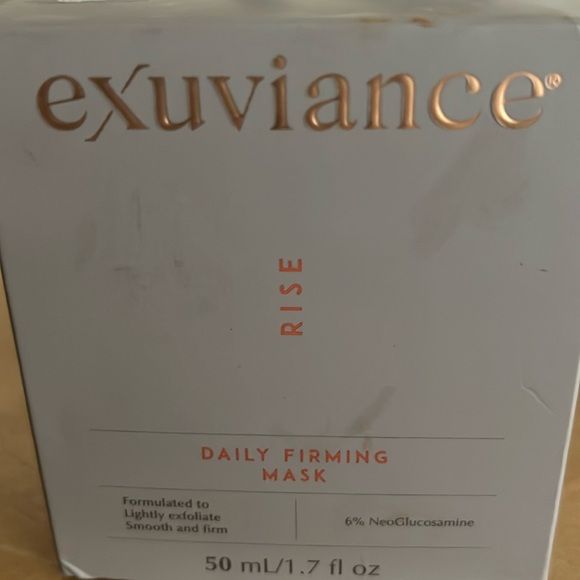 exuviance®
RISE
DAILY FIRMING
MASK
Formulated to
Lightly exfoliate
Smooth and firm
6% NeoGlucosamine
50 mL/1.7 fl oz